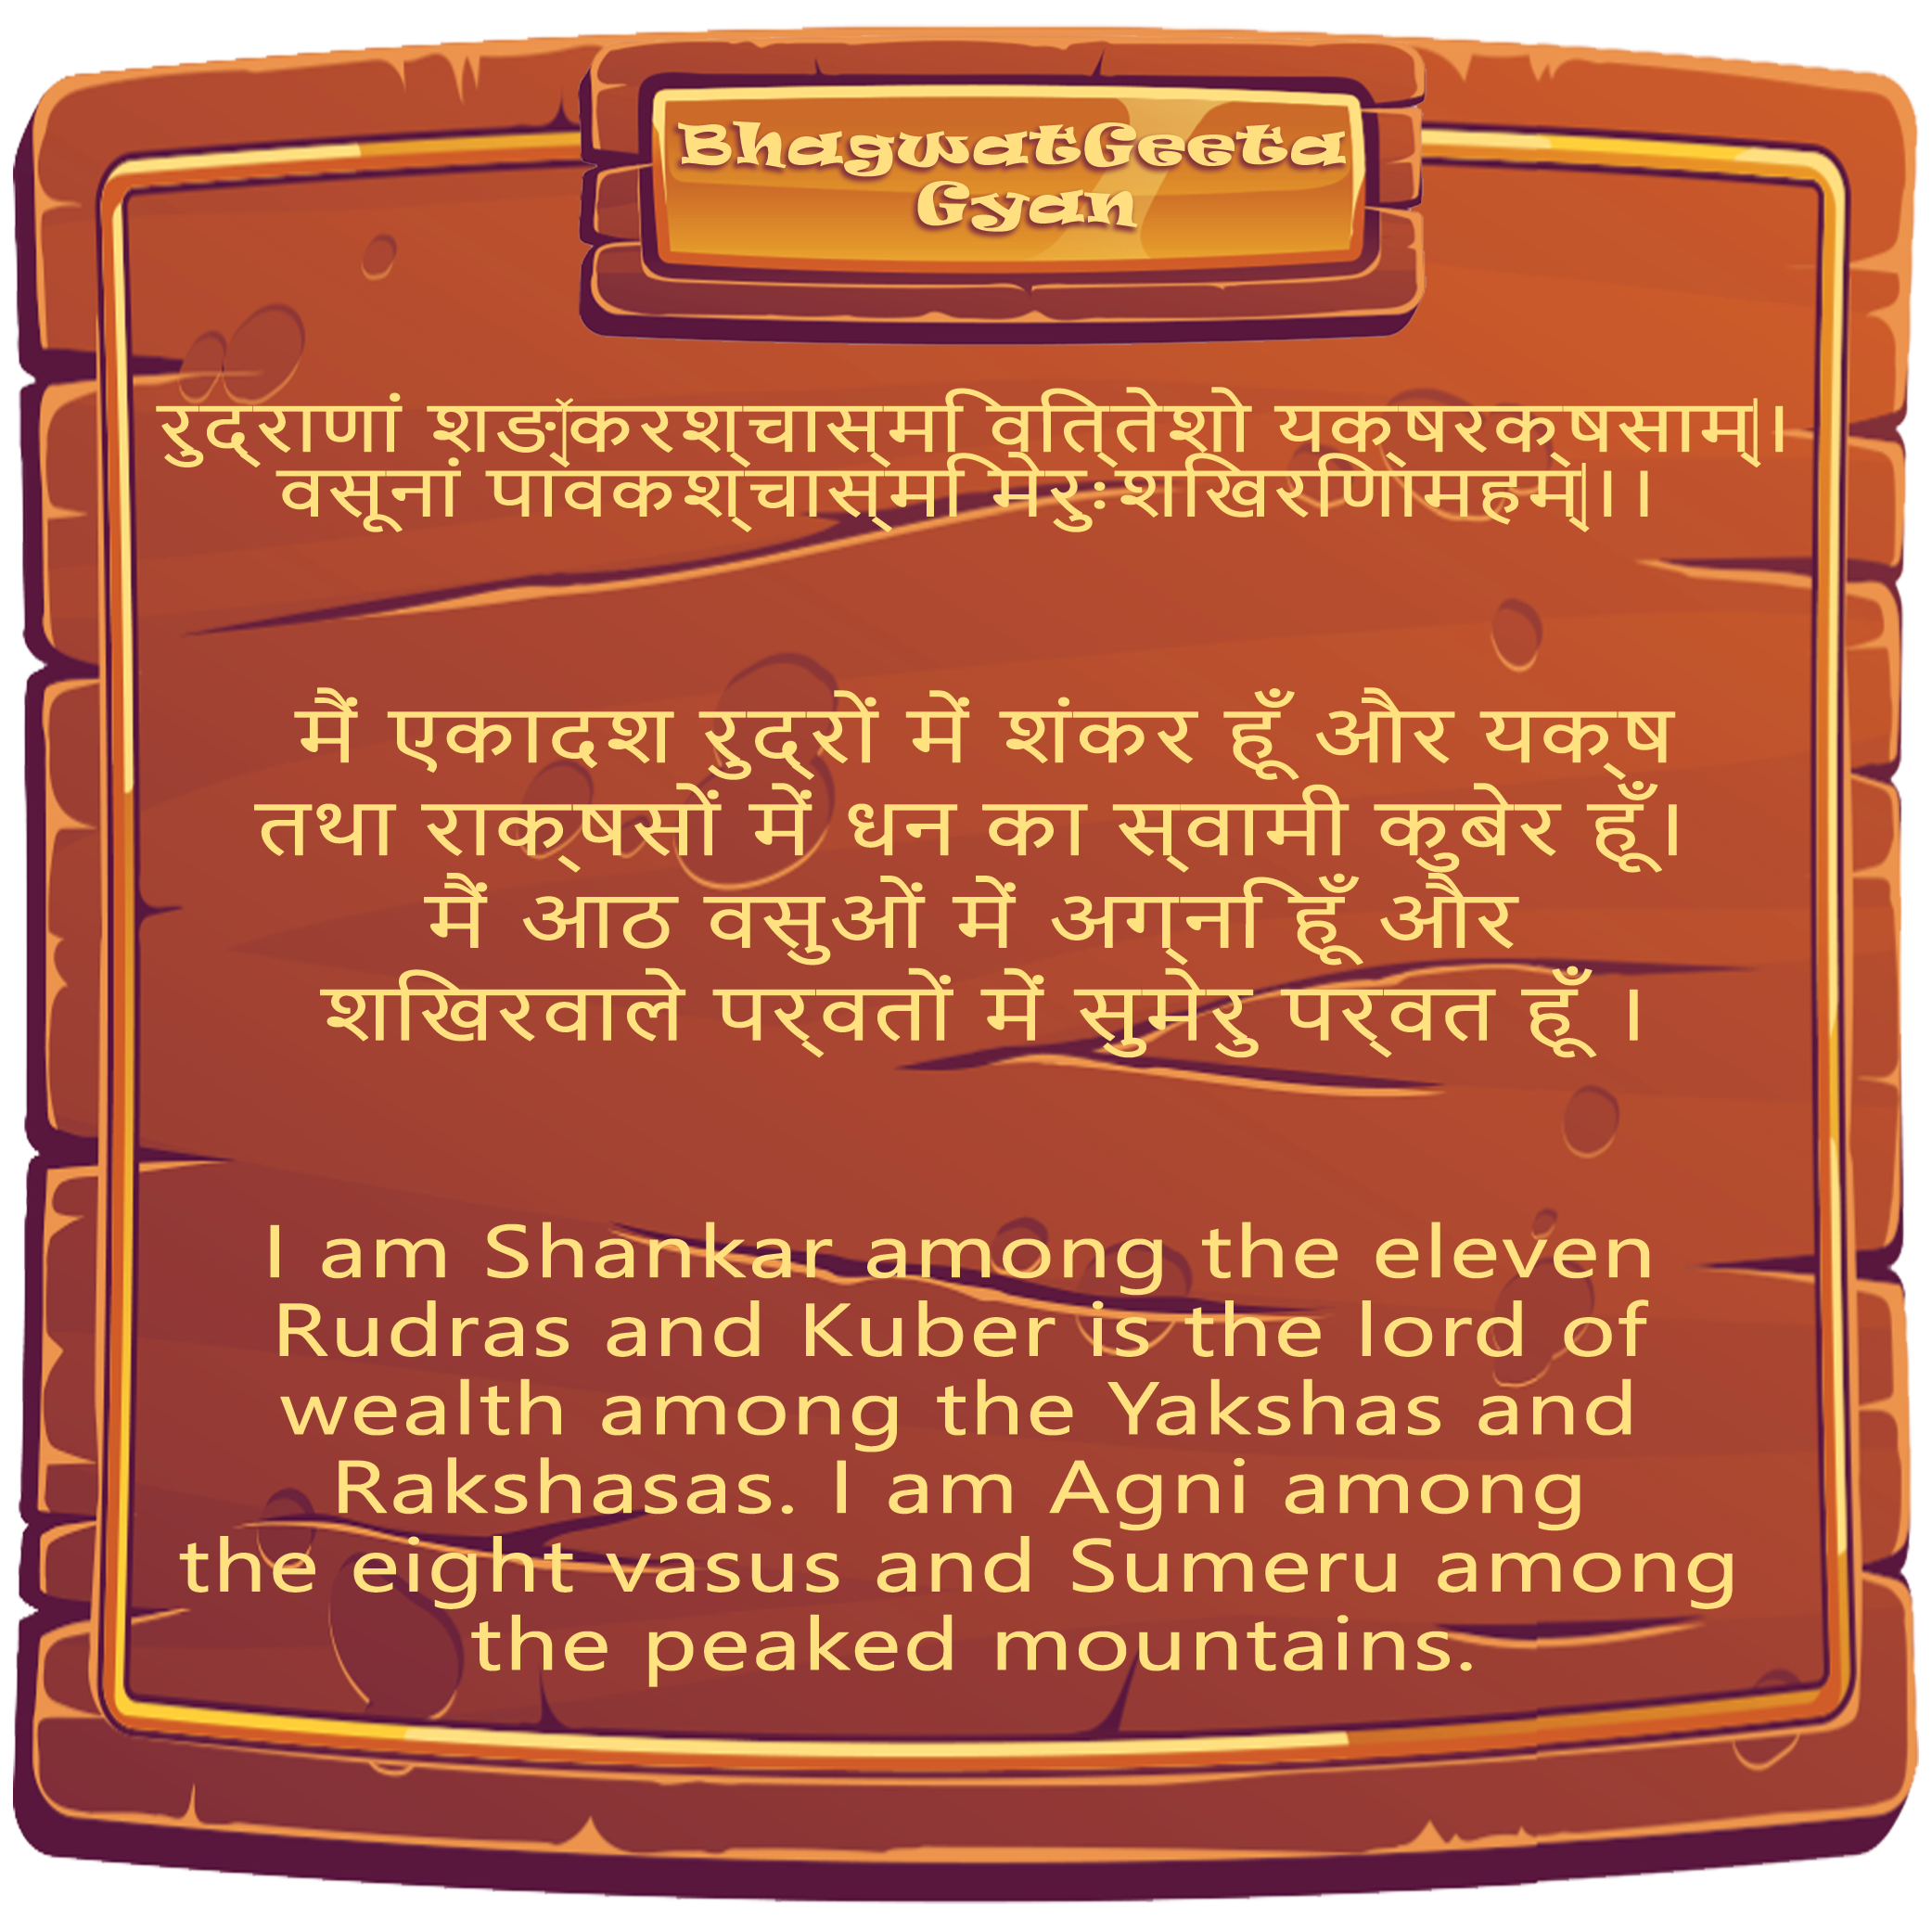 BhagwatGeeta
Gyan
रुद्राणां शङ्करश्चास्मि वित्तेशो यक्षरक्षसाम्।
वसूनां पावकश्चास्मि मेरुः शिखरिणामहम्।।
मैं एकादश रुद्रों में शंकर हूँ और यक्ष
तथा राक्षसों में धन का स्वामी कुबेर हूँ।
मैं आठ वसुओं में अग्नि हूँ और
शिखरवाले पर्वतों में सुमेरु पर्वत हूँ ।
I am Shankar among the eleven
Rudras and Kuber is the lord of
wealth among the Yakshas and
Rakshasas. I am Agni among
the eight vasus and Sumeru among
the peaked mountains.